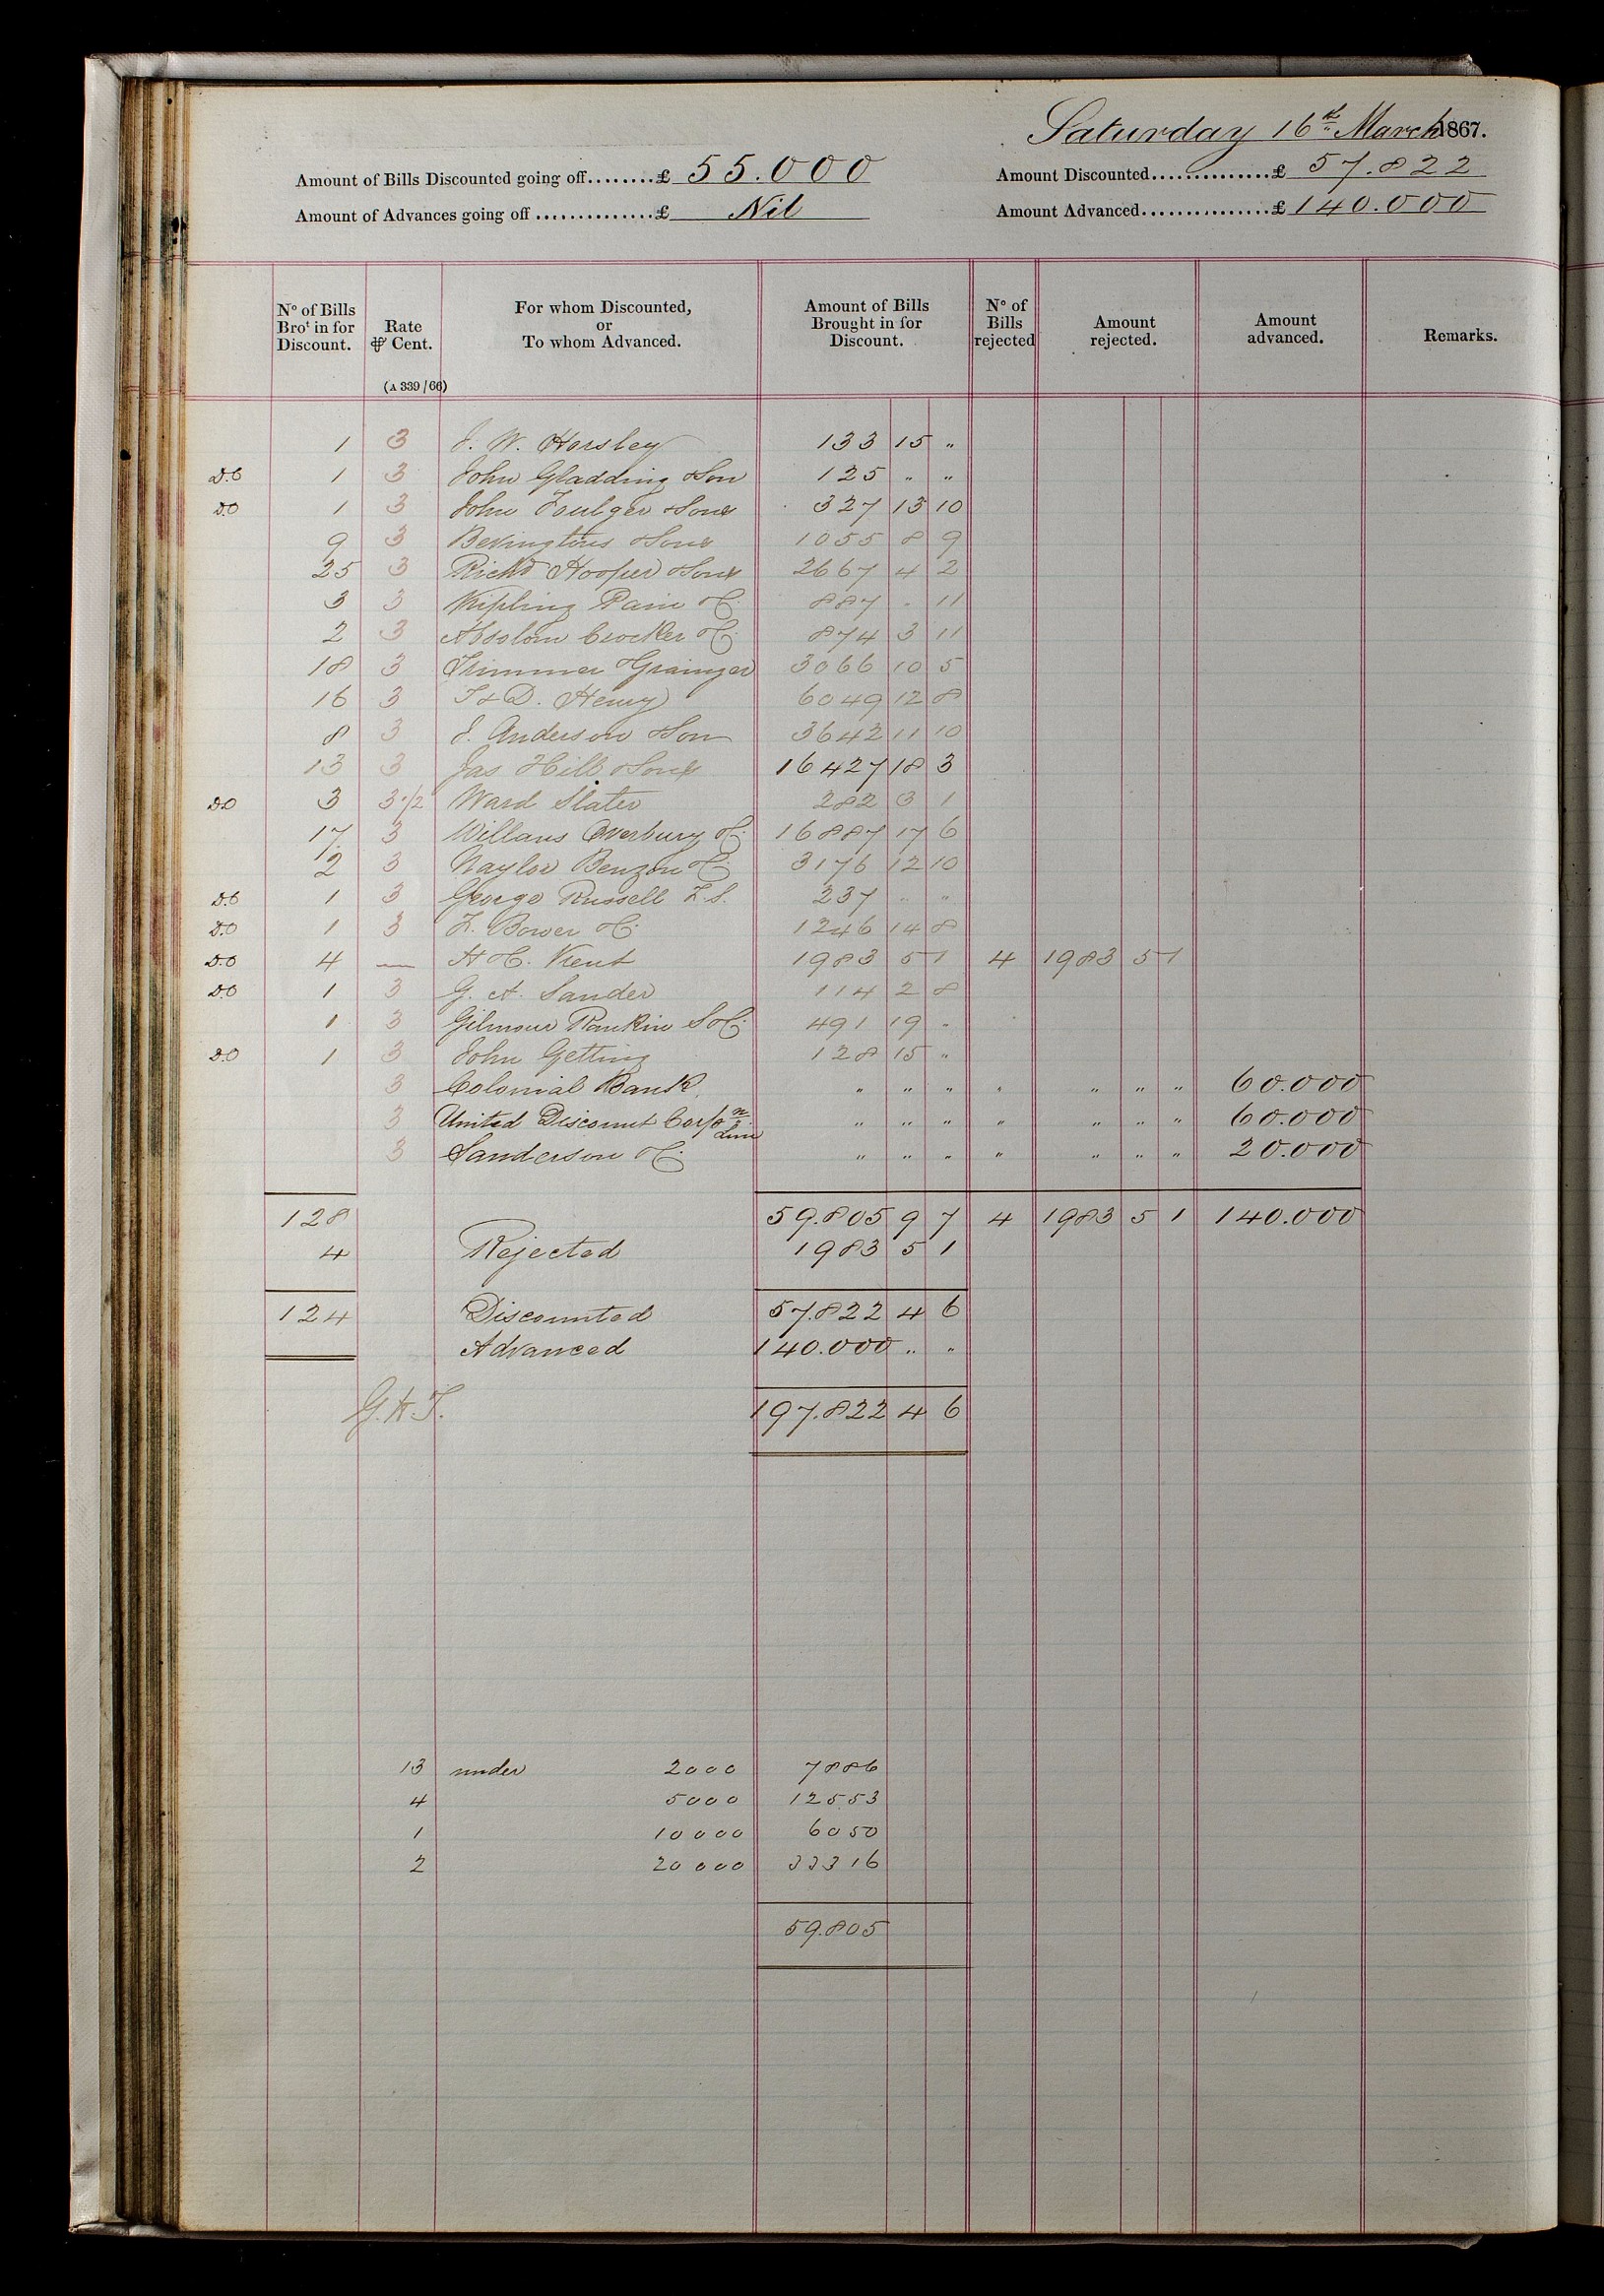 Saturday 16th March 1867.
Amount of Bills Discounted going off........£ 55.000 Amount Discounted...............£ 57.822
Amount of Advances going off..............£ Nil Amount Advanced................£ 140.000
No of Bills Brot in for Discount. Rate ⅌ Cent. (A 339/66) For whom Discounted, or To whom Advanced. Amount of Bills Brought in for Discount. No of Bills rejected Amount rejected. Amount advanced. Remarks.
1 3 J. W. Horsley 133 15 "
D.O 1 3 John Gladding & Son 125 " "
D.O 1 3 John Foulger & Sons 327 13 10
9 3 Bevingtons & Sons 1055 8 9
25 3 Richd Hooper & Sons 2667 4 2
3 3 Kipling Pain & Co. 887 " 11
2 3 Absolom Crocker & Co. 874 3 11
18 3 Trimmer & Grainger 3066 10 5
16 3 T & D. Henry 6049 12 8
8 3 J. Anderson & Son 3642 11 10
13 3 Jas Hill & Sons 16427 18 3
D.O 3 3 1/2 Ward Slater 282 3 1
17 3 Willans Overbury & Co. 16887 17 6
12 3 Naylor Benzon & Co. 3176 12 10
D.O 1 3 George Russell 237 " "
D.O 1 3 F. Bower & Co. 1246 14 8
D.O 4 — H & C. Kent 1983 5 1 4 1983 5 1
D.O 1 3 G. A. Sander 114 2 8
1 3 Gilmour Rankin S & Co. 491 19 "
D.O 1 3 John Getting 128 15 "
3 Colonial Bank " " " " " " " 60.000
3 United Discount Corpn Lim " " " " " " " 60.000
3 Sanderson & Co. " " " " " " " 20.000
128 59.805 9 7 4 1983 5 1 140.000
4 Rejected 1983 5 1
124 Discounted 57.822 4 6
Advanced 140.000 " "
G.H.T. 197.822 4 6
13 under 2000 7886
4 5000 12553
1 10000 6050
2 20000 33316
59.805